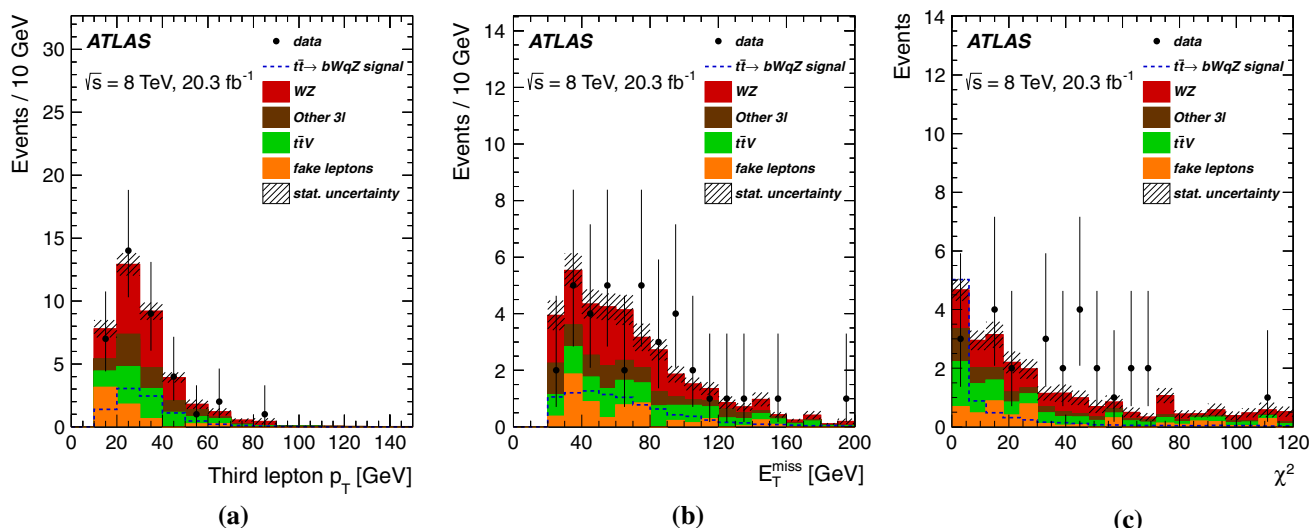 Events / 10 GeV
30
25
20
15
10
5
0
ATLAS
√s = 8 TeV, 20.3 fb⁻¹
data
tt̄→ bWqZ signal
WZ
Other 3l
tt̄V
fake leptons
stat. uncertainty
0 20 40 60 80 100 120 140
Third lepton p_T [GeV]
(a)
Events / 10 GeV
14
12
10
8
6
4
2
0
ATLAS
√s = 8 TeV, 20.3 fb⁻¹
data
tt̄→ bWqZ signal
WZ
Other 3l
tt̄V
fake leptons
stat. uncertainty
0 20 40 60 80 100 120 140 160 180 200
E_T^miss [GeV]
(b)
Events
14
12
10
8
6
4
2
0
ATLAS
√s = 8 TeV, 20.3 fb⁻¹
data
tt̄→ bWqZ signal
WZ
Other 3l
tt̄V
fake leptons
stat. uncertainty
0 20 40 60 80 100 120
χ²
(c)